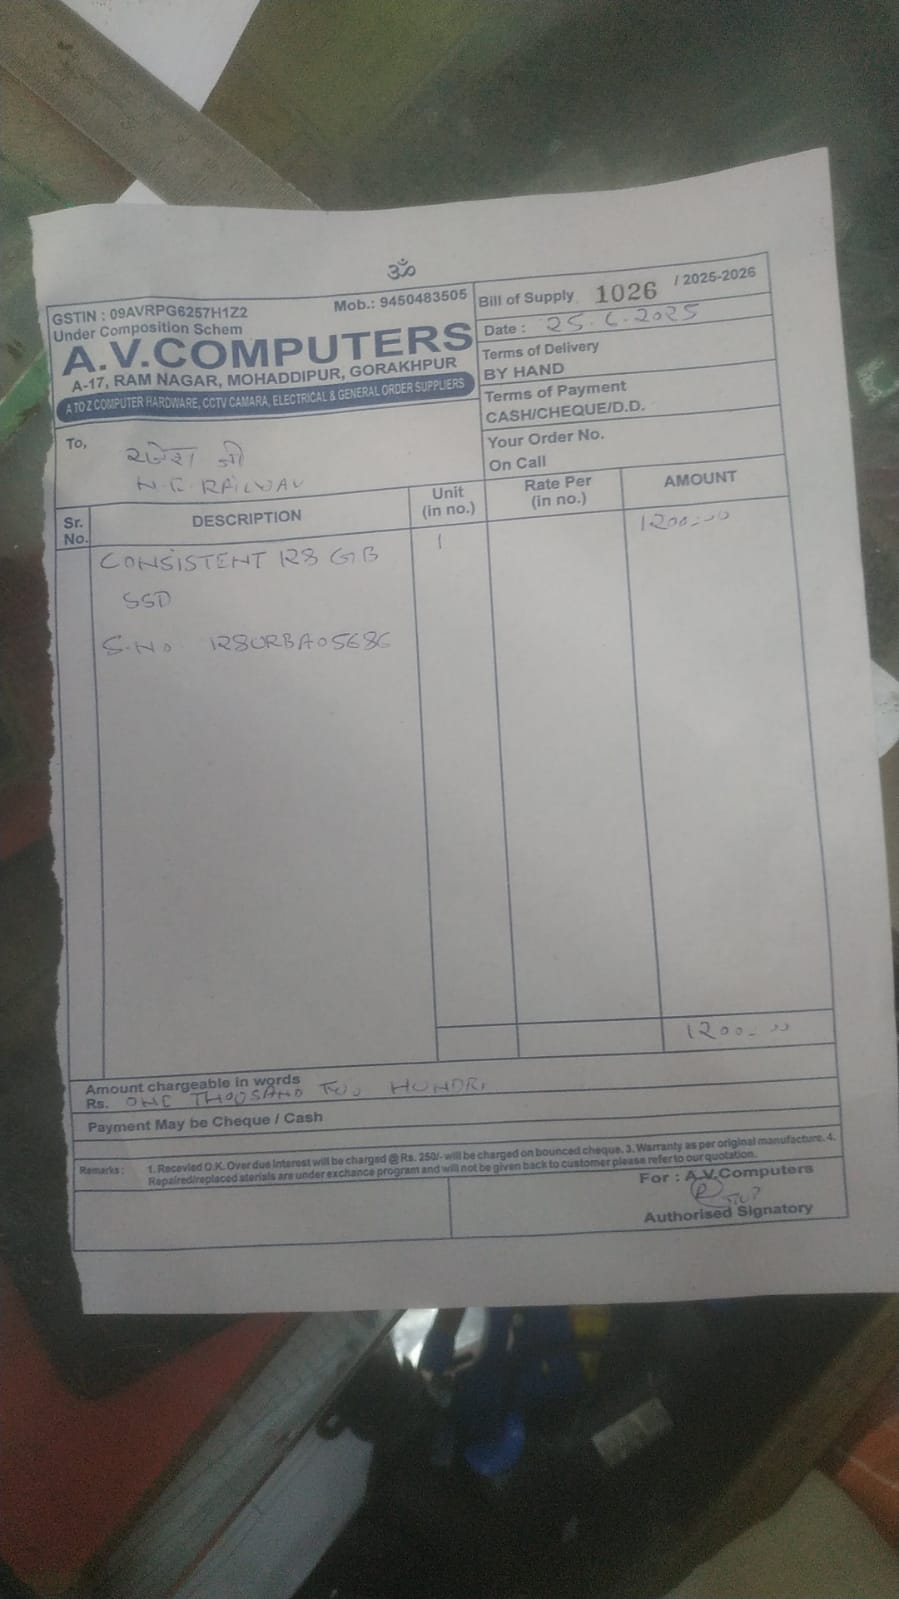 ॐ
GSTIN : 09AVRPG6257H1Z2
Mob.: 9450483505
Under Composition Schem
A.V.COMPUTERS
A-17, RAM NAGAR, MOHADDIPUR, GORAKHPUR
A TO Z COMPUTER HARDWARE, CCTV CAMARA, ELECTRICAL & GENERAL ORDER SUPPLIERS
Bill of Supply 1026 / 2025-2026
Date : 25.6.2025
Terms of Delivery
BY HAND
Terms of Payment
CASH/CHEQUE/D.D.
Your Order No.
On Call
To,
राजेश जी
N.E. RAILWAY
Sr. No. DESCRIPTION Unit (in no.) Rate Per (in no.) AMOUNT
CONSISTENT 128 GB 1 1200.00
SSD
S.NO. 128URBA05686
1200.00
Amount chargeable in words
Rs. ONE THOUSAND TWO HUNDRE
Payment May be Cheque / Cash
Remarks : 1. Recevied O.K. Over due Interest will be charged @ Rs. 250/- will be charged on bounced cheque. 3. Warranty as per original manufacture. 4.
Repaired/replaced aterials are under exchange program and will not be given back to customer please refer to our quotation.
For : A.V.Computers
Authorised Signatory